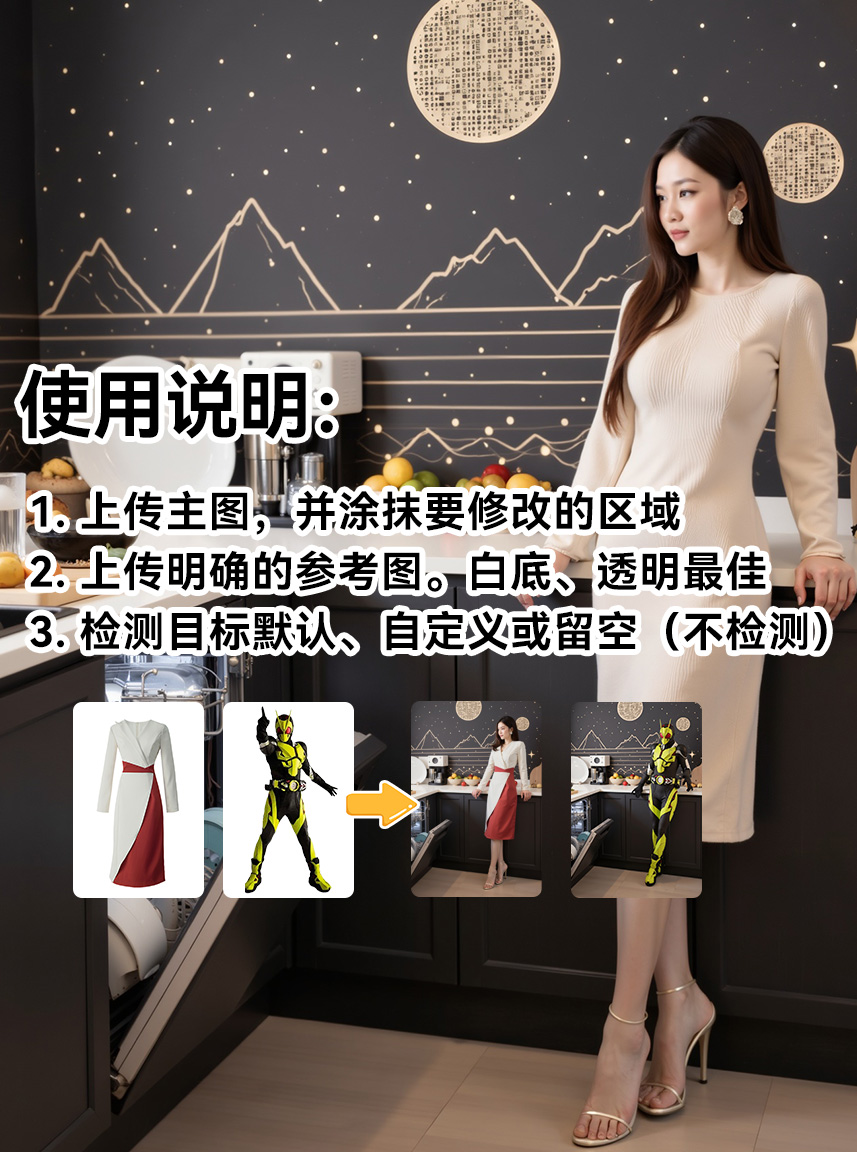 使用说明:
1. 上传主图，并涂抹要修改的区域
2. 上传明确的参考图。白底、透明最佳
3. 检测目标默认、自定义或留空（不检测）